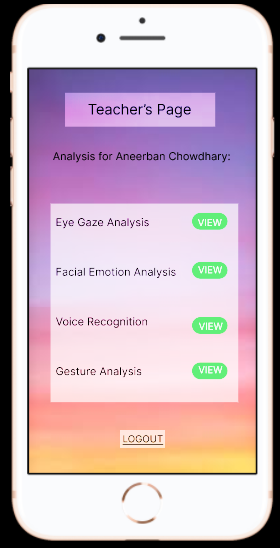 Teacher's Page
Analysis for Aneerban Chowdhary:
Eye Gaze Analysis VIEW
Facial Emotion Analysis VIEW
Voice Recognition VIEW
Gesture Analysis VIEW
LOGOUT